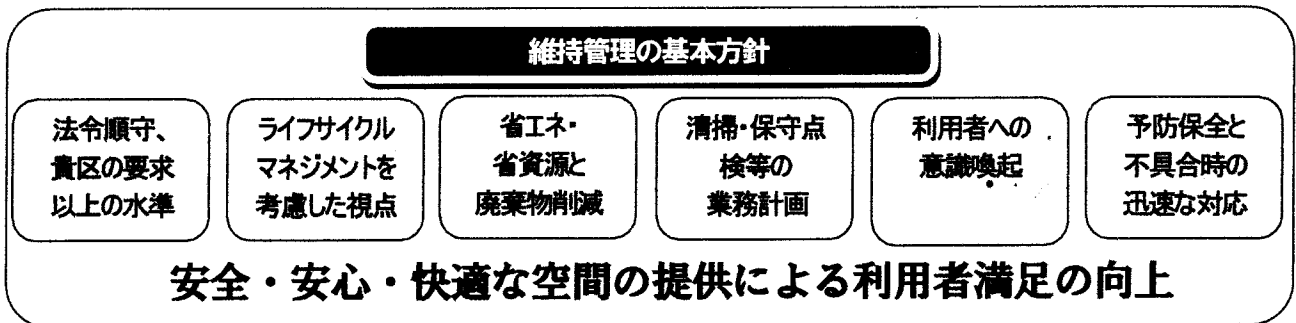 維持管理の基本方針
法令順守、
貴区の要求
以上の水準
ライフサイクル
マネジメントを
考慮した視点
省エネ・
省資源と
廃棄物削減
清掃・保守点
検等の
業務計画
利用者への
意識喚起
予防保全と
不具合時の
迅速な対応
安全・安心・快適な空間の提供による利用者満足の向上